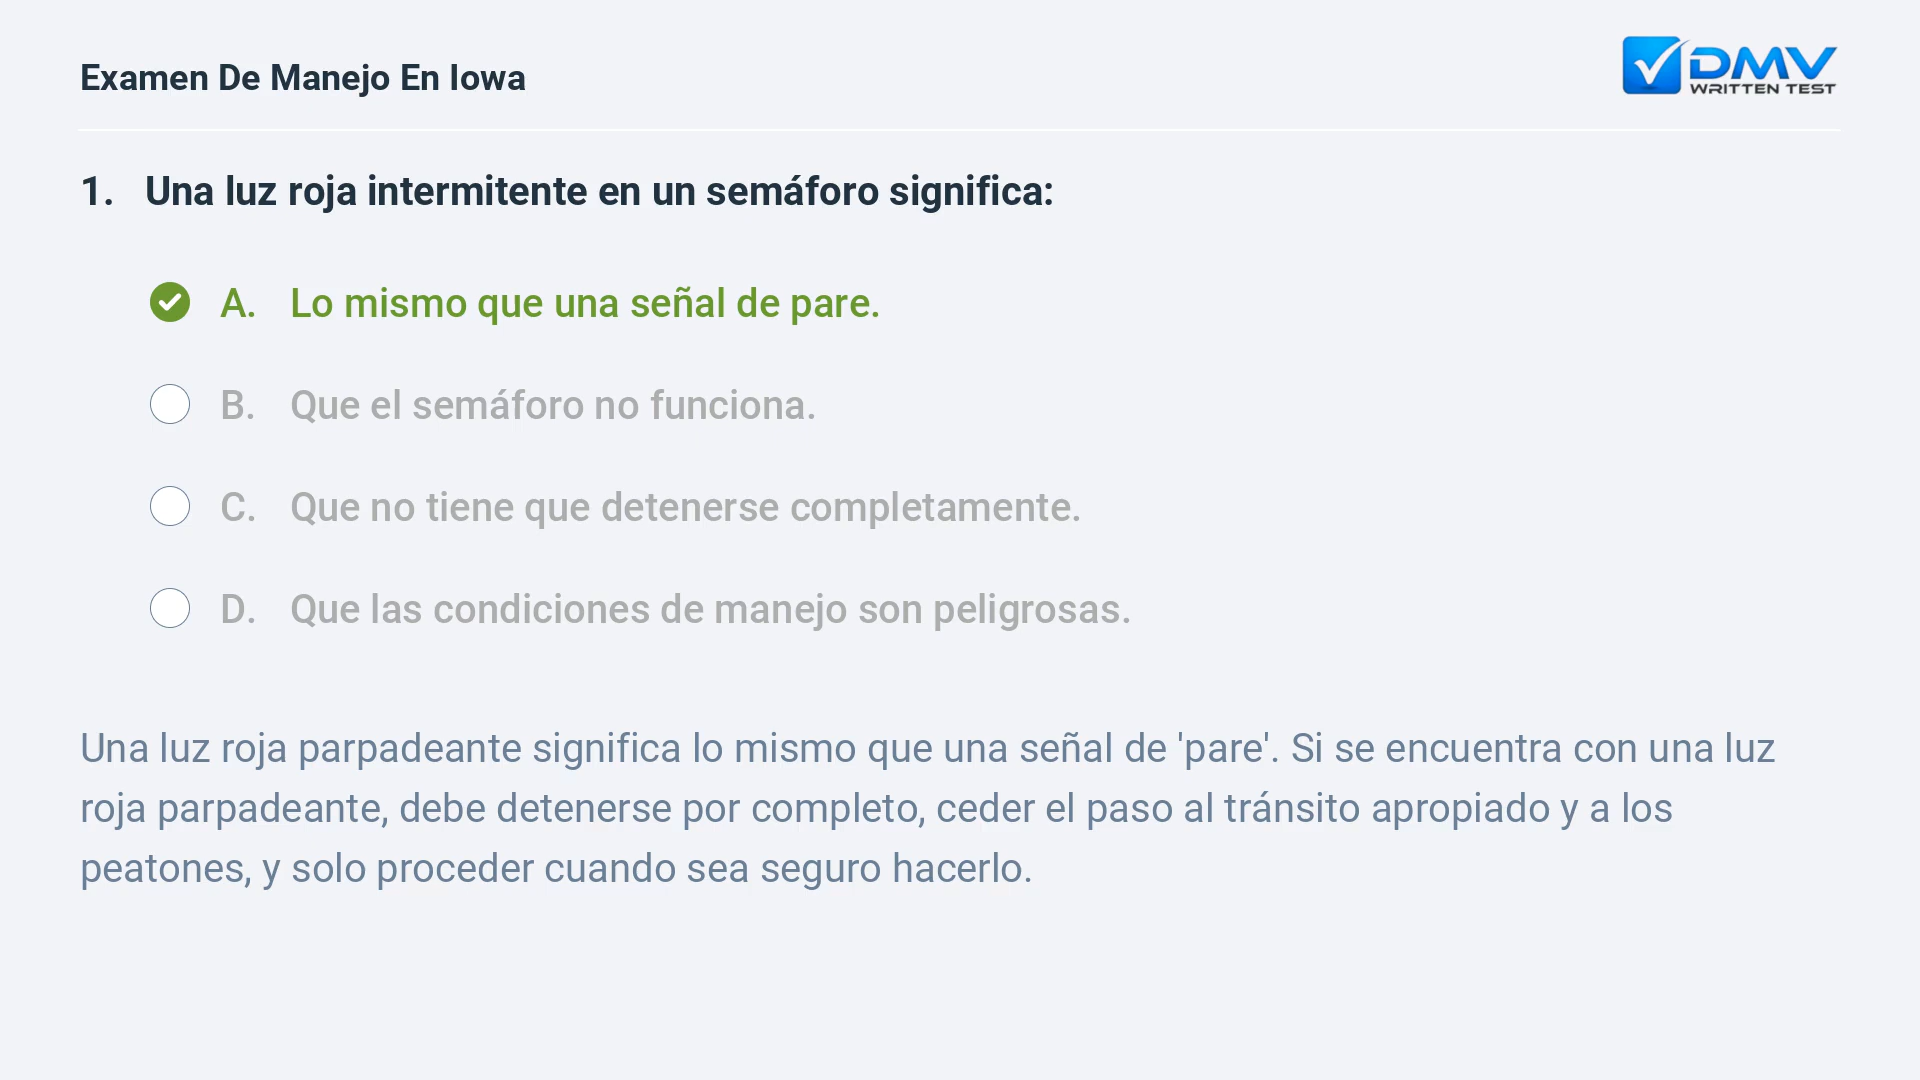 Examen De Manejo En Iowa
DMV
WRITTEN TEST
1. Una luz roja intermitente en un semáforo significa:
A. Lo mismo que una señal de pare.
B. Que el semáforo no funciona.
C. Que no tiene que detenerse completamente.
D. Que las condiciones de manejo son peligrosas.
Una luz roja parpadeante significa lo mismo que una señal de 'pare'. Si se encuentra con una luz
roja parpadeante, debe detenerse por completo, ceder el paso al tránsito apropiado y a los
peatones, y solo proceder cuando sea seguro hacerlo.